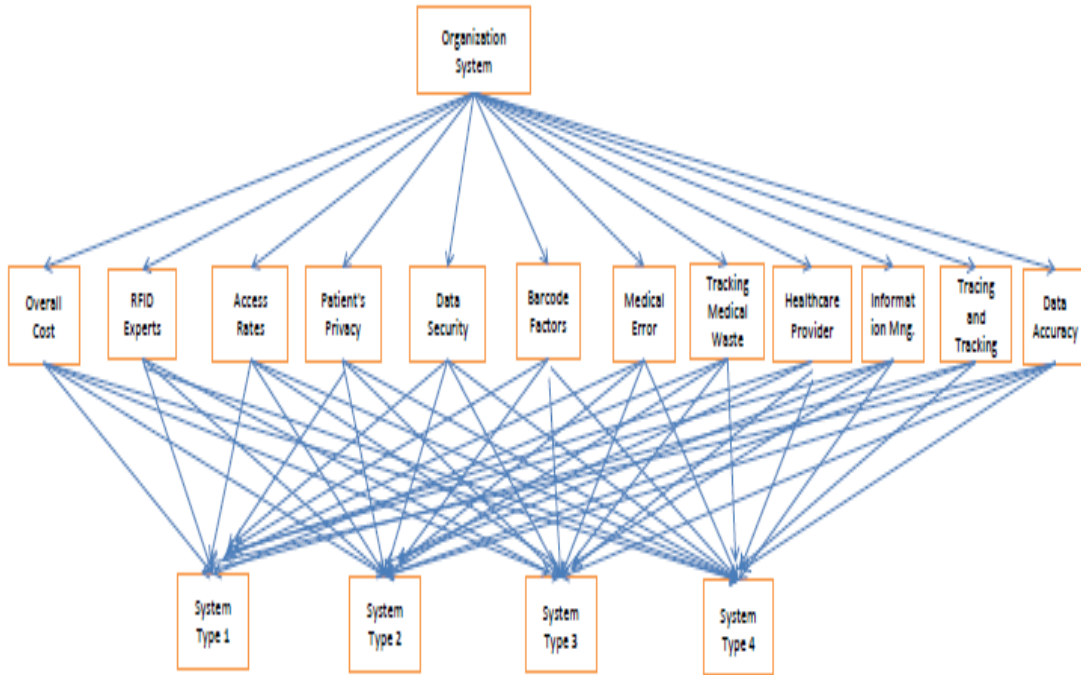 Organization
System
Overall
Cost
RFID
Experts
Access
Rates
Patient's
Privacy
Data
Security
Barcode
Factors
Medical
Error
Tracking
Medical
Waste
Healthcare
Provider
Informat
ion Mng.
Tracing
and
Tracking
Data
Accuracy
System
Type 1
System
Type 2
System
Type 3
System
Type 4